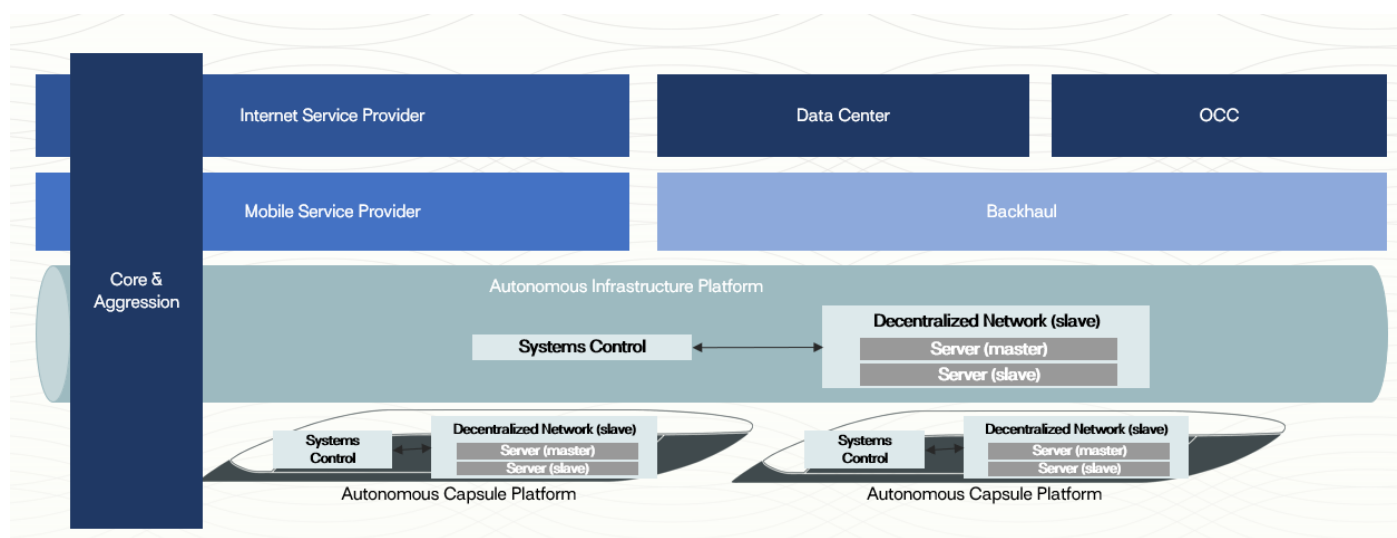 Internet Service Provider
Data Center
OCC
Mobile Service Provider
Backhaul
Core &
Aggression
Autonomous Infrastructure Platform
Systems Control
Decentralized Network (slave)
Server (master)
Server (slave)
Systems
Control
Decentralized Network (slave)
Server (master)
Server (slave)
Autonomous Capsule Platform
Systems
Control
Decentralized Network (slave)
Server (master)
Server (slave)
Autonomous Capsule Platform